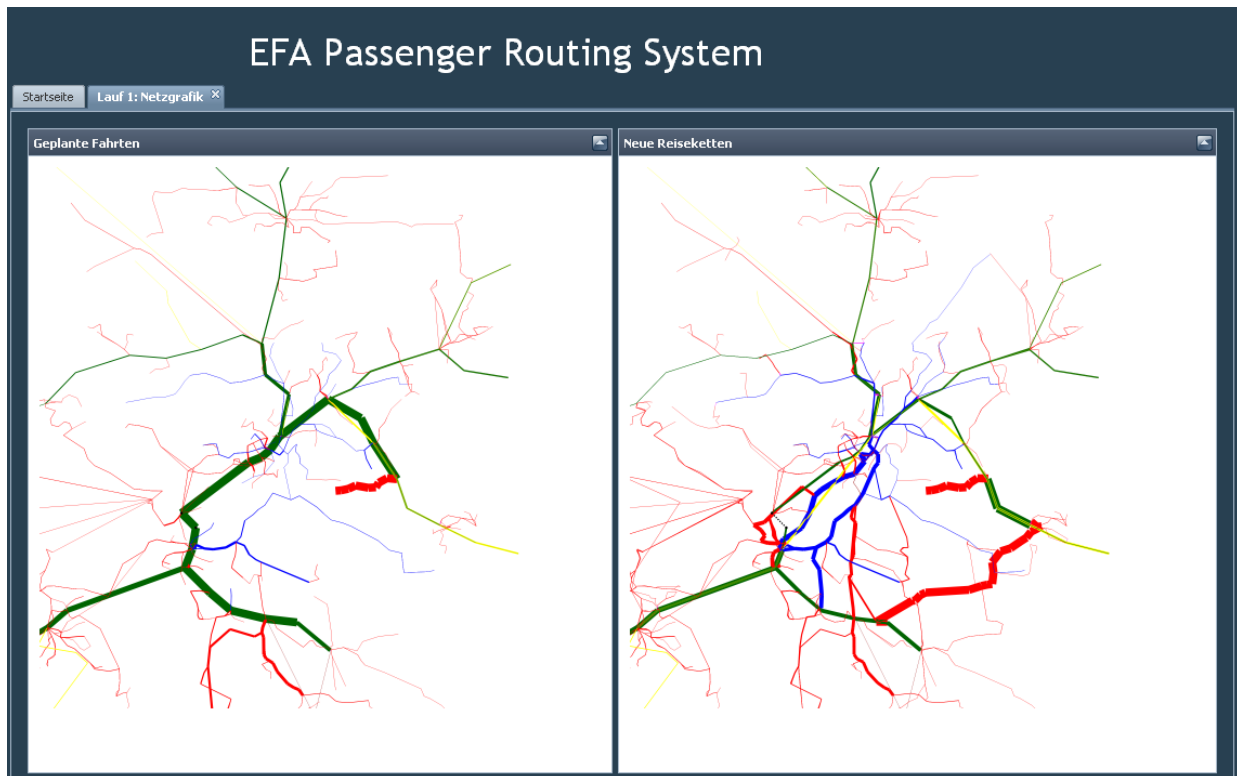 EFA Passenger Routing System
Startseite
Lauf 1: Netzgrafik
Geplante Fahrten
Neue Reiseketten